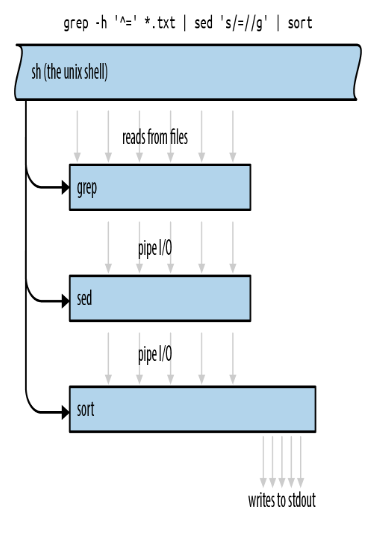 grep -h '^=' *.txt | sed 's/=//g' | sort
sh (the unix shell)
reads from files
grep
pipe I/O
sed
pipe I/O
sort
writes to stdout